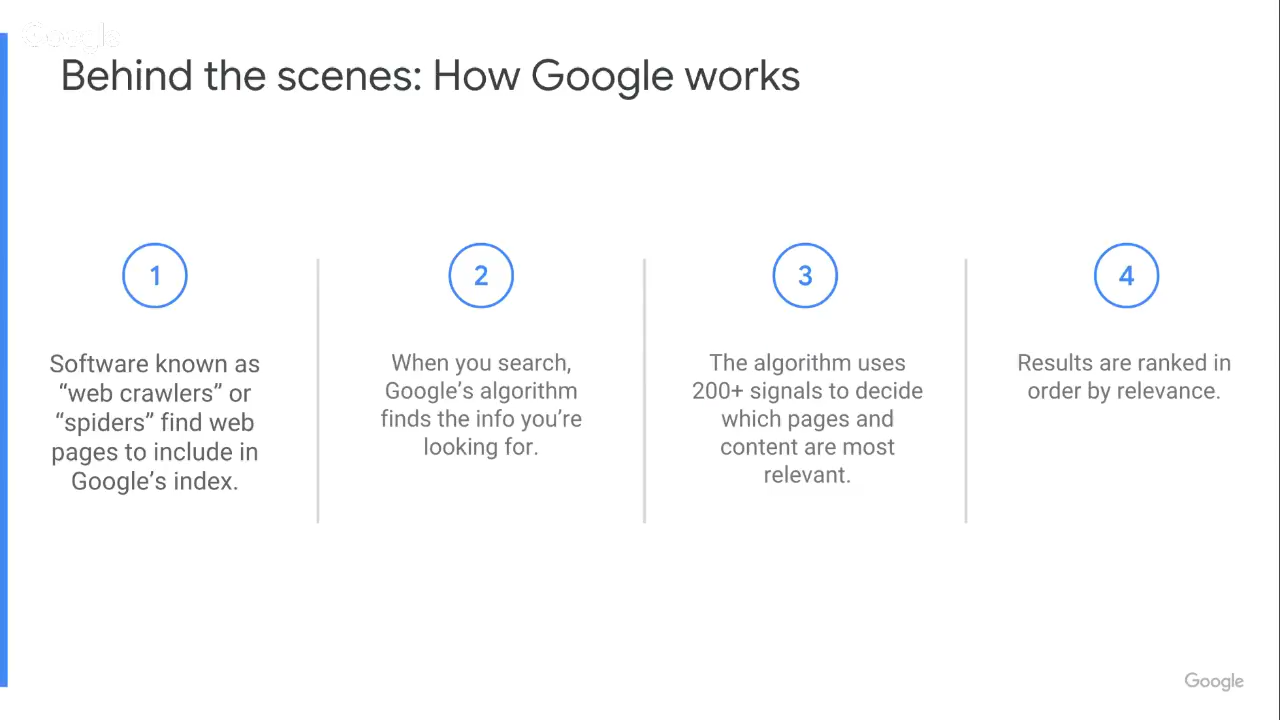 Google
Behind the scenes: How Google works
1
Software known as
“web crawlers” or
“spiders” find web
pages to include in
Google’s index.
2
When you search,
Google’s algorithm
finds the info you’re
looking for.
3
The algorithm uses
200+ signals to decide
which pages and
content are most
relevant.
4
Results are ranked in
order by relevance.
Google